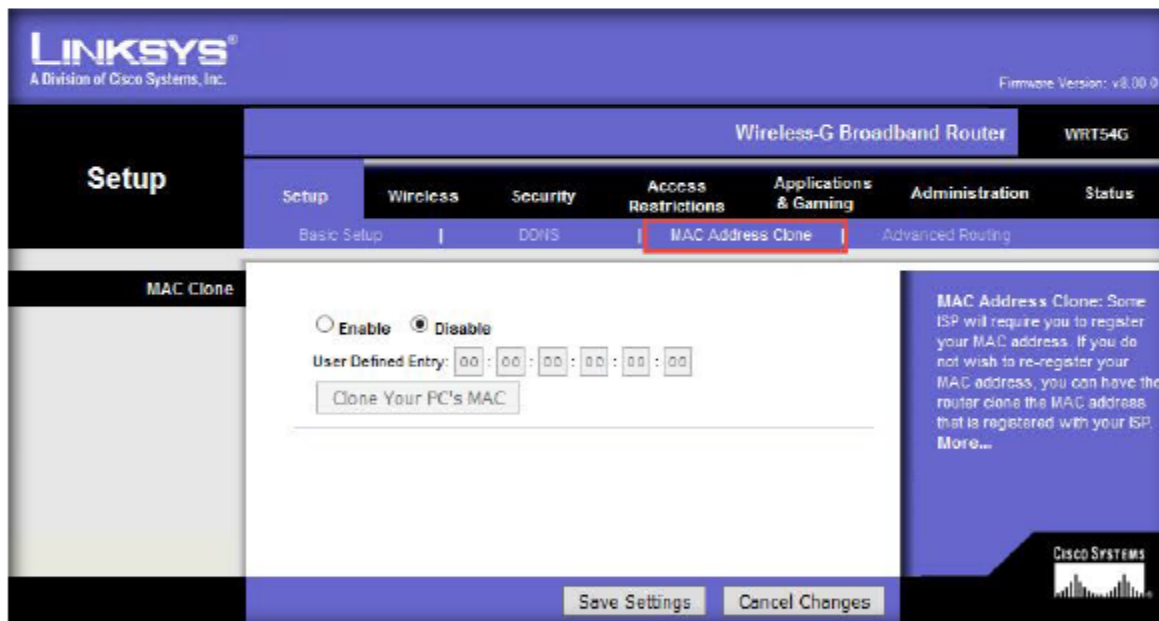 LINKSYS®
A Division of Cisco Systems, Inc.
Firmware Version: v8.00.0
Wireless-G Broadband Router WRT54G
Setup
Setup Wireless Security Access Restrictions Applications & Gaming Administration Status
Basic Setup | DDNS | MAC Address Clone | Advanced Routing
MAC Clone
Enable Disable
User Defined Entry: 00 : 00 : 00 : 00 : 00 : 00
Clone Your PC's MAC
MAC Address Clone: Some
ISP will require you to register
your MAC address. If you do
not wish to re-register your
MAC address, you can have the
router clone the MAC address
that is registered with your ISP.
More...
CISCO SYSTEMS
Save Settings Cancel Changes